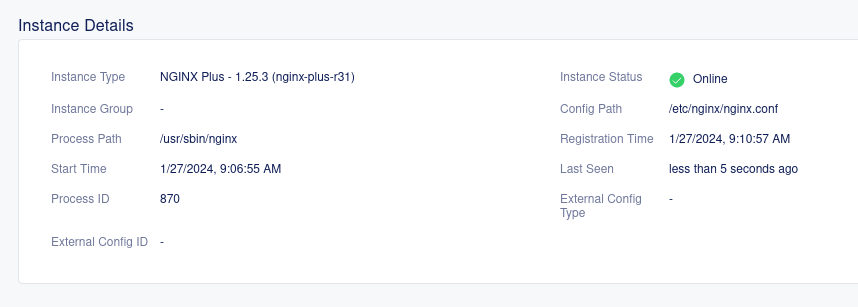 Instance Details
Instance Type NGINX Plus - 1.25.3 (nginx-plus-r31) Instance Status Online
Instance Group - Config Path /etc/nginx/nginx.conf
Process Path /usr/sbin/nginx Registration Time 1/27/2024, 9:10:57 AM
Start Time 1/27/2024, 9:06:55 AM Last Seen less than 5 seconds ago
Process ID 870 External Config -
Type
External Config ID -